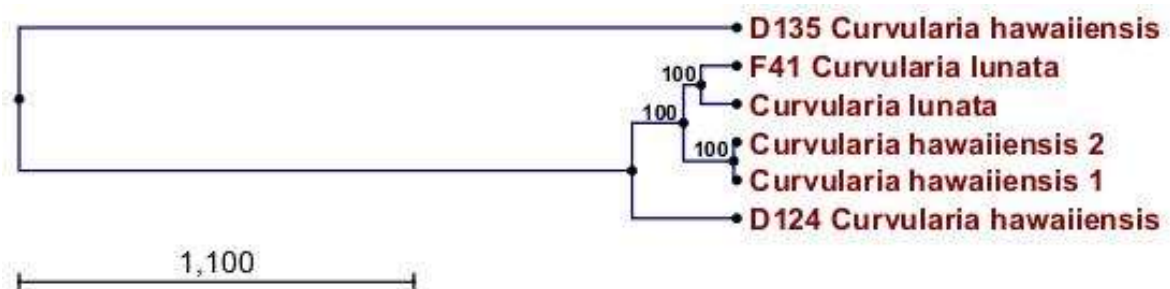 D135 Curvularia hawaiiensis
F41 Curvularia lunata
100
Curvularia lunata
100
Curvularia hawaiiensis 2
100
Curvularia hawaiiensis 1
D124 Curvularia hawaiiensis
1,100